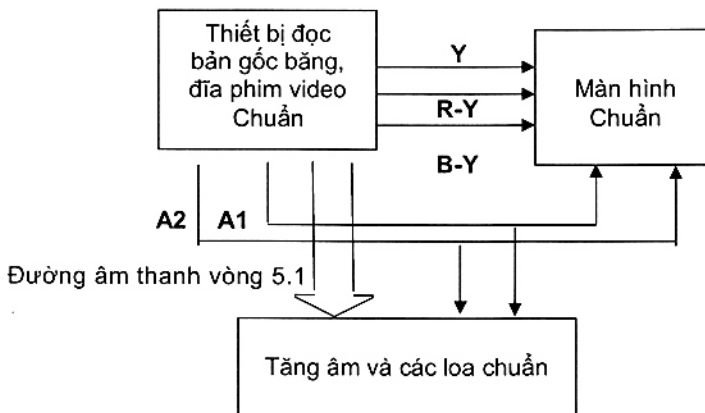 Thiết bị đọc
bản gốc băng,
đĩa phim video
Chuẩn
Y
R-Y
B-Y
Màn hình
Chuẩn
A2
A1
Đường âm thanh vòng 5.1
Tăng âm và các loa chuẩn